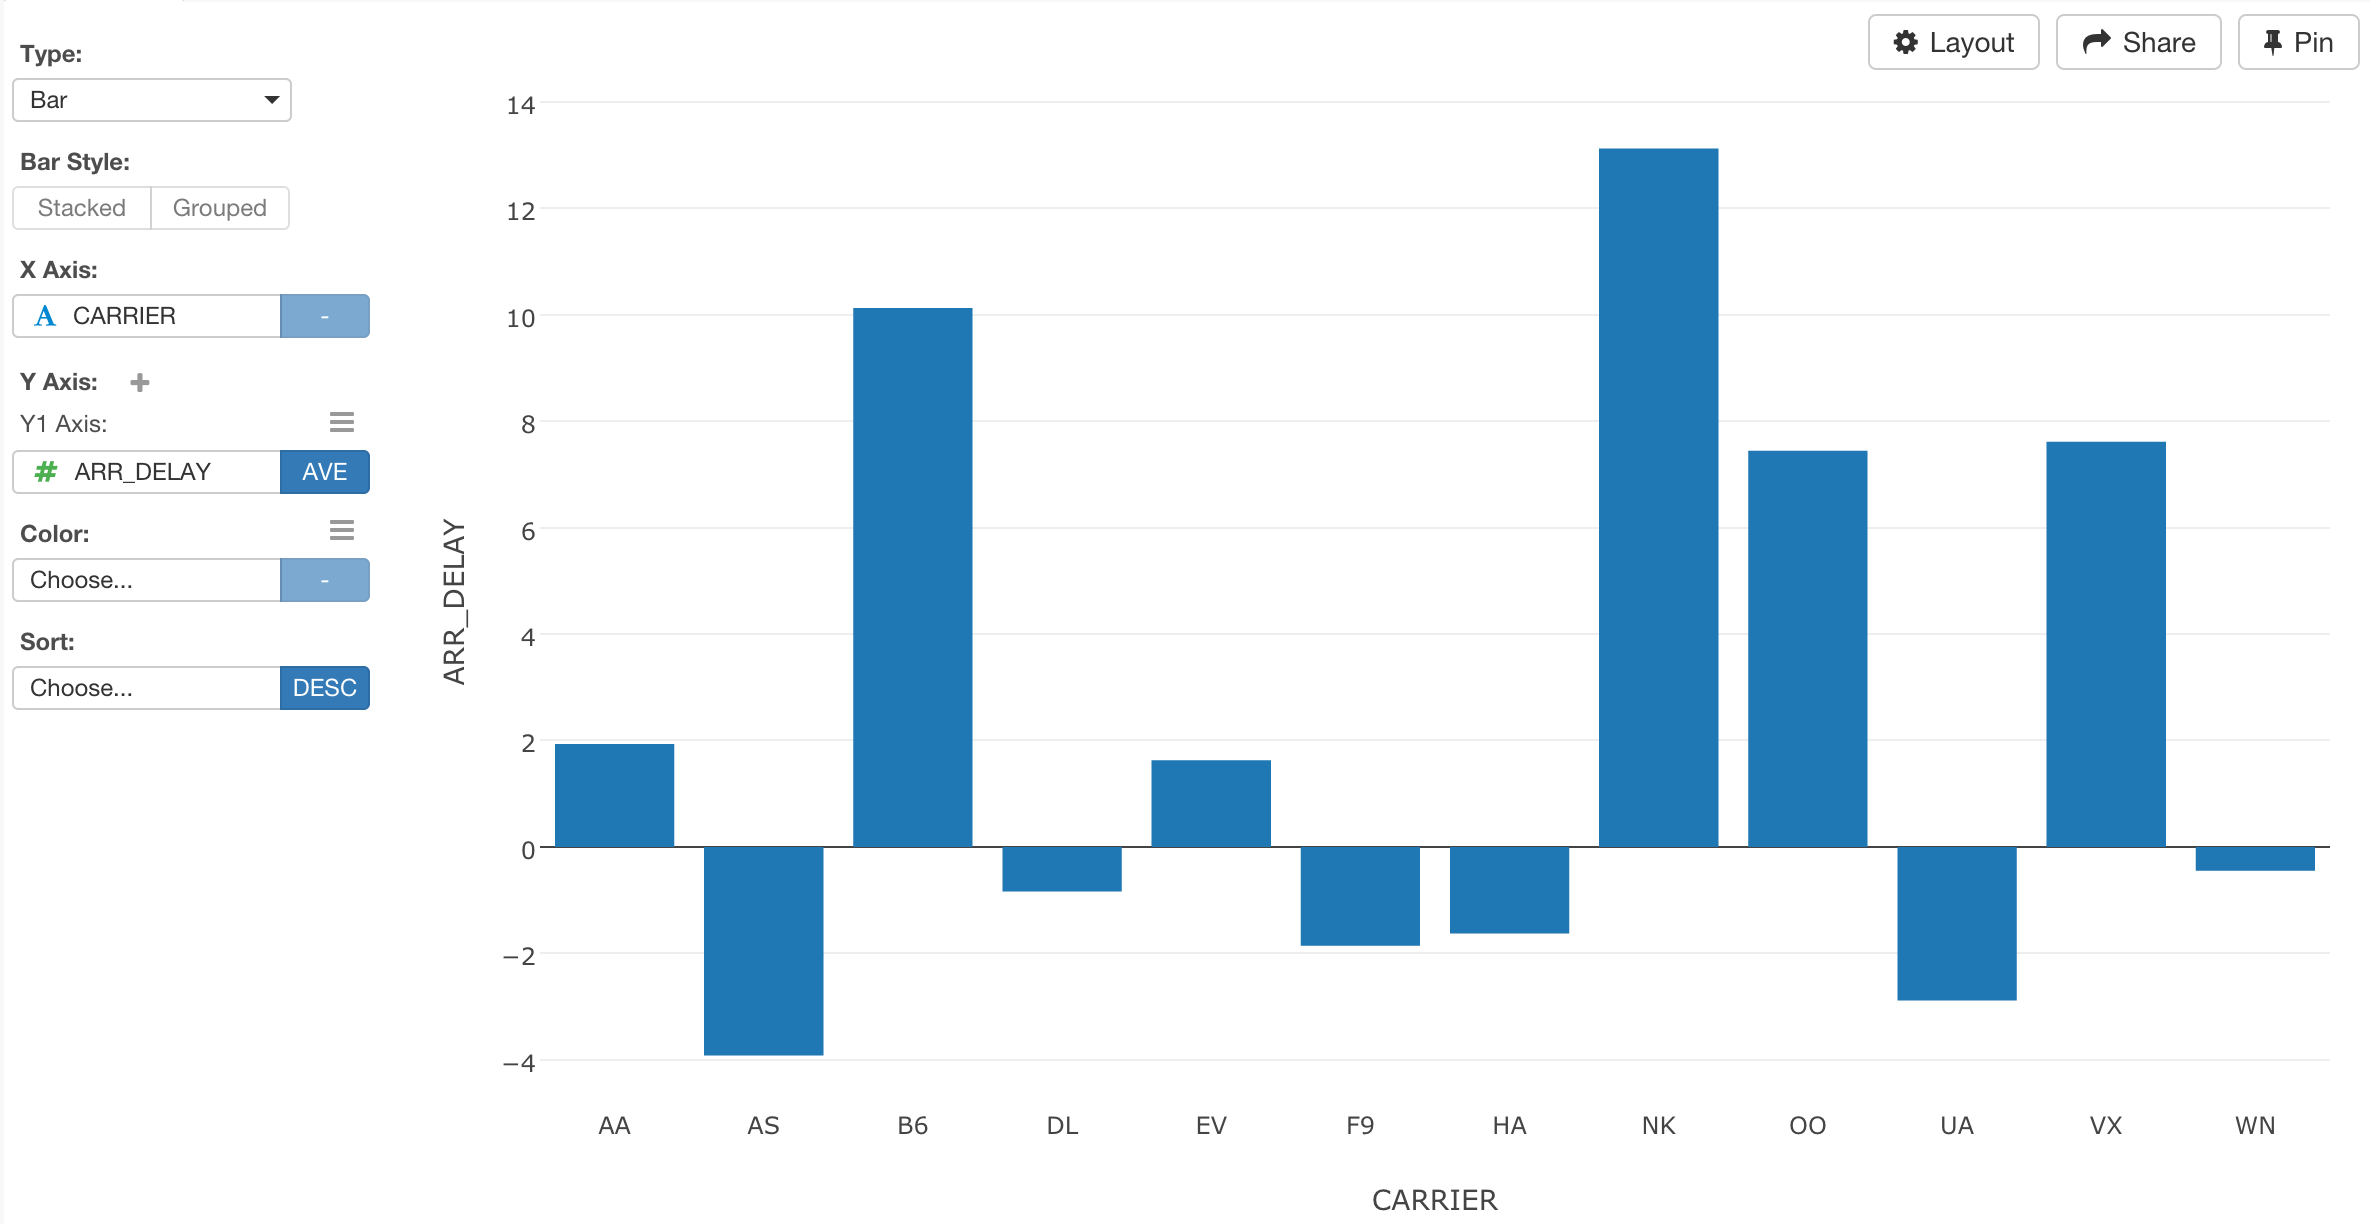 Type:
Bar
Bar Style:
Stacked Grouped
X Axis:
A CARRIER -
Y Axis: +
Y1 Axis:
# ARR_DELAY AVE
Color:
Choose... -
Sort:
Choose... DESC
Layout Share Pin
ARR_DELAY
14
12
10
8
6
4
2
0
−2
−4
AA AS B6 DL EV F9 HA NK OO UA VX WN
CARRIER